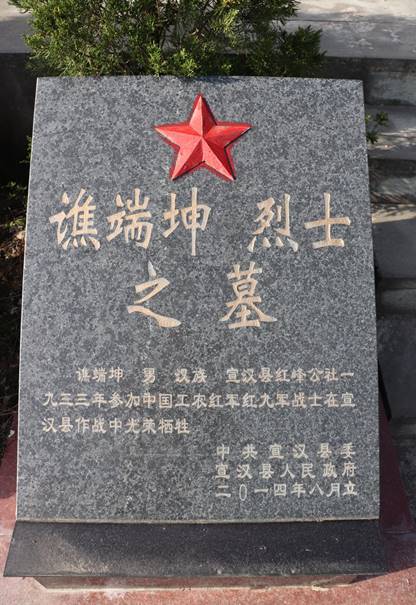 谯端坤 烈士
之墓
谯端坤 男 汉族 宣汉县红峰公社一
九三三年参加中国工农红军红九军战士在宣
汉县作战中光荣牺牲
中共宣汉县委
宣汉县人民政府
二〇一四年八月立